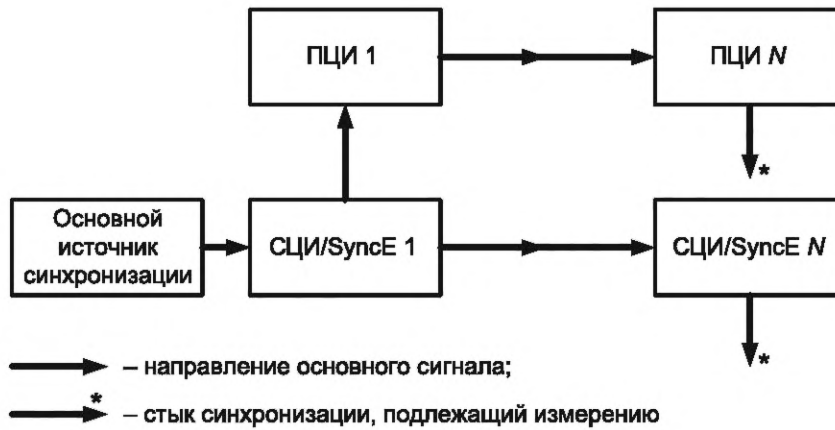 ПЦИ 1
ПЦИ N
*
Основной
источник
синхронизации
СЦИ/SyncE 1
СЦИ/SyncE N
*
– направление основного сигнала;
*
– стык синхронизации, подлежащий измерению